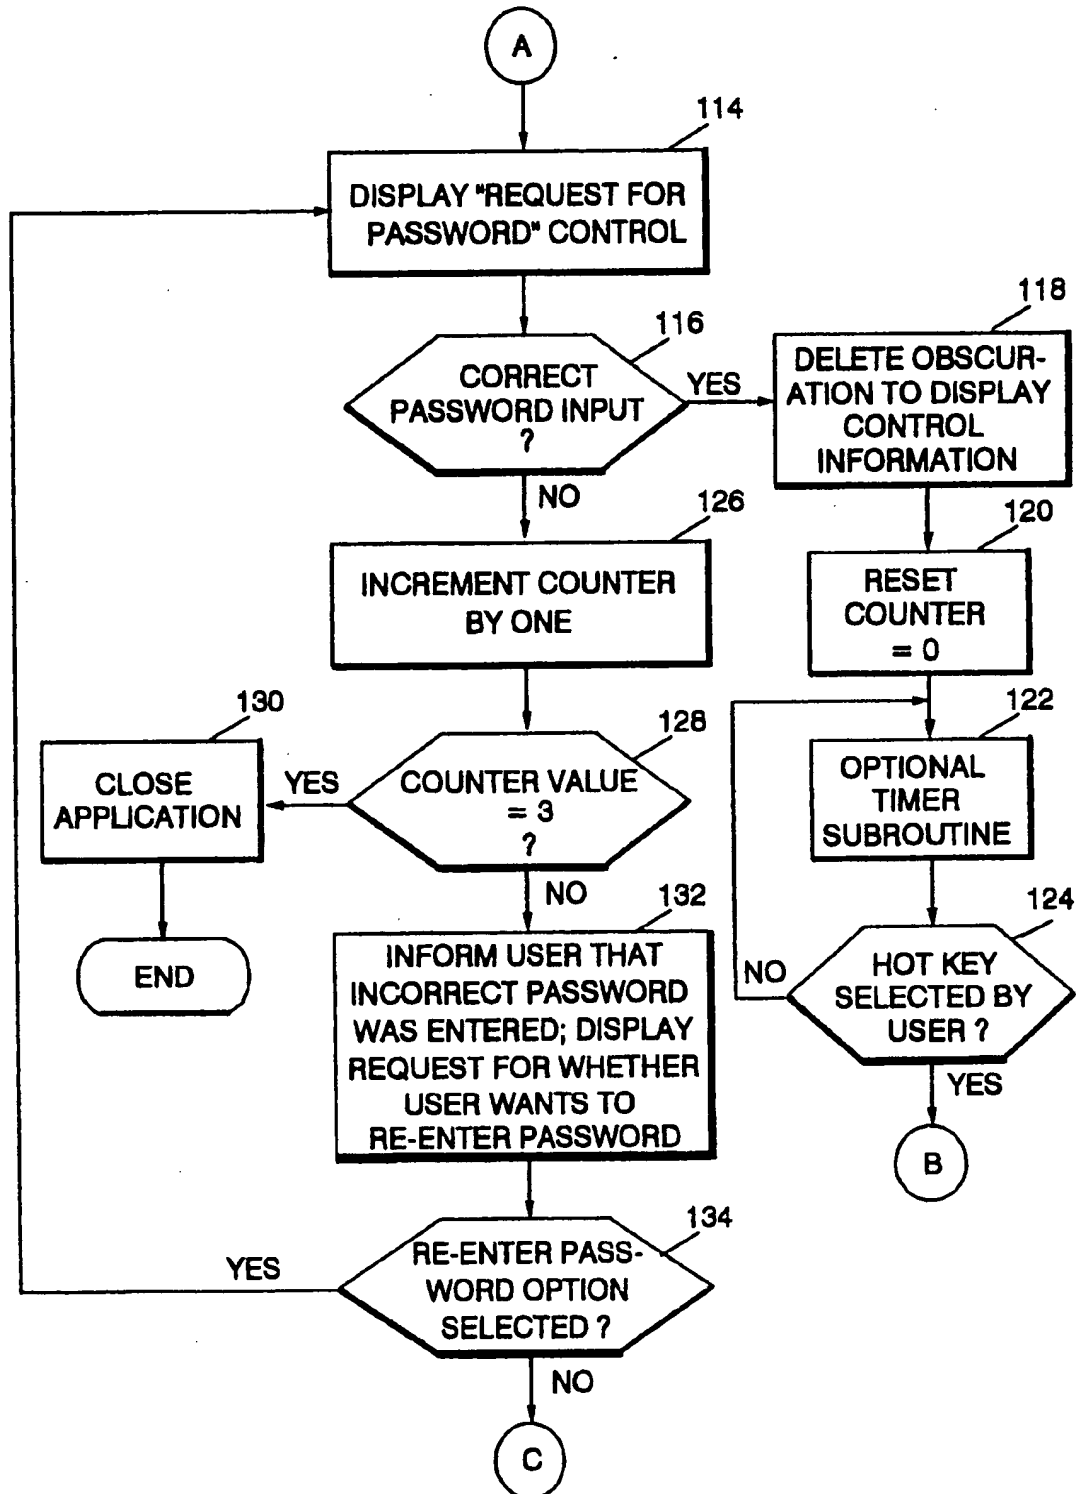 A
114
DISPLAY "REQUEST FOR
PASSWORD" CONTROL
116
CORRECT
PASSWORD INPUT
?
YES
NO
118
DELETE OBSCUR-
ATION TO DISPLAY
CONTROL
INFORMATION
120
RESET
COUNTER
= 0
122
OPTIONAL
TIMER
SUBROUTINE
124
HOT KEY
SELECTED BY
USER ?
NO
YES
B
126
INCREMENT COUNTER
BY ONE
128
COUNTER VALUE
= 3
?
YES
NO
130
CLOSE
APPLICATION
END
132
INFORM USER THAT
INCORRECT PASSWORD
WAS ENTERED; DISPLAY
REQUEST FOR WHETHER
USER WANTS TO
RE-ENTER PASSWORD
134
RE-ENTER PASS-
WORD OPTION
SELECTED ?
YES
NO
C